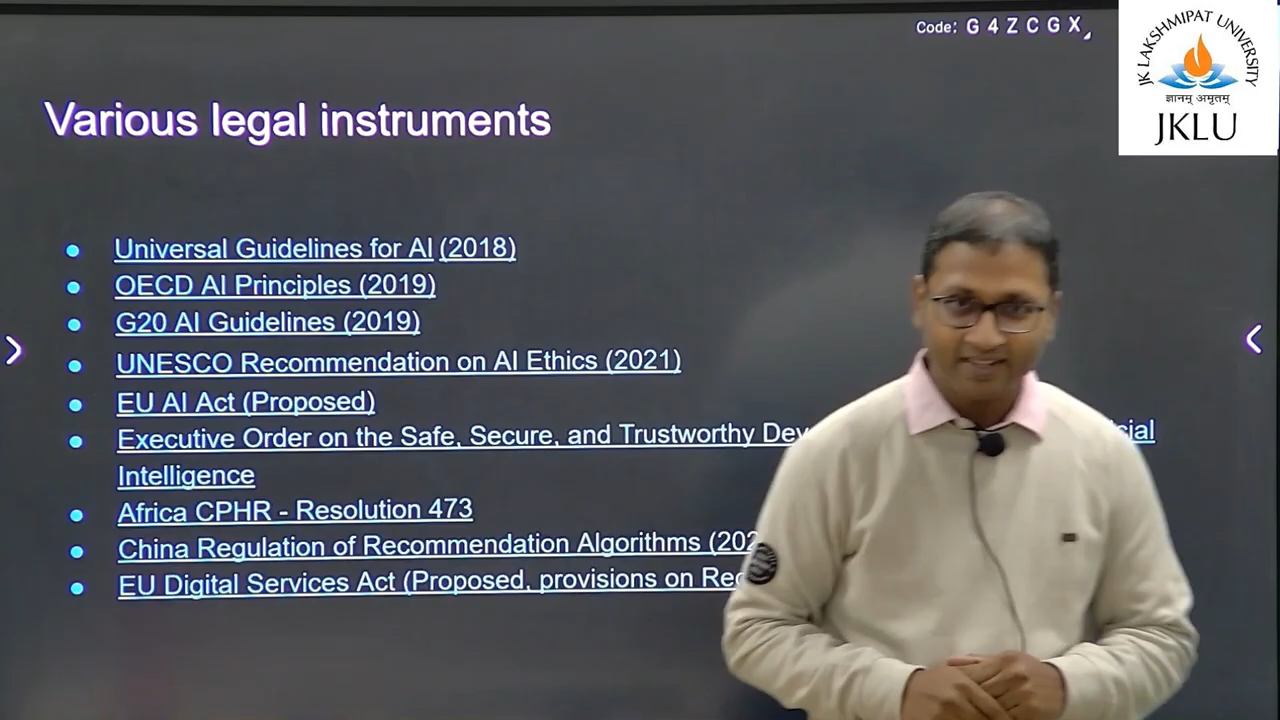 Code: G 4 Z C G X
JK LAKSHMIPAT UNIVERSITY
ज्ञानम् अमृतम्
JKLU
Various legal instruments
Universal Guidelines for AI (2018)
OECD AI Principles (2019)
G20 AI Guidelines (2019)
UNESCO Recommendation on AI Ethics (2021)
EU AI Act (Proposed)
Executive Order on the Safe, Secure, and Trustworthy
Intelligence
Africa CPHR - Resolution 473
China Regulation of Recommendation Algorithms
EU Digital Services Act (Proposed, provisions on